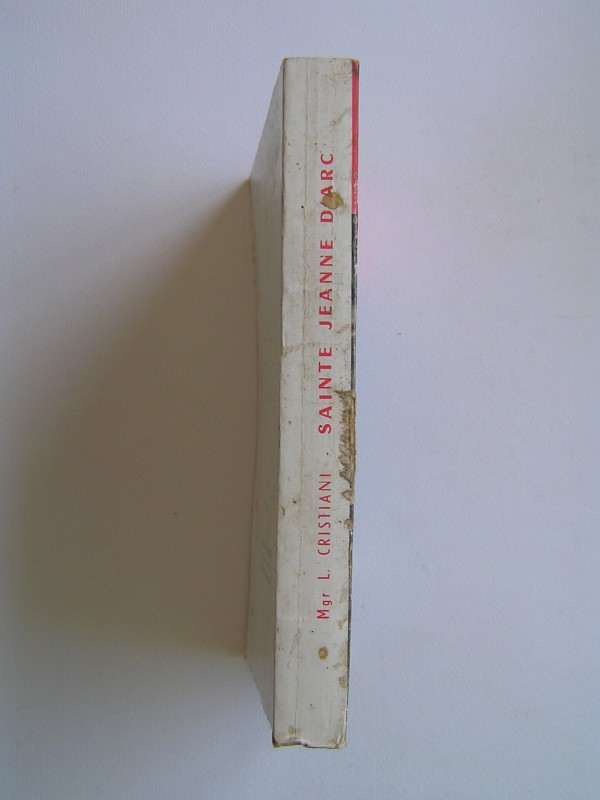 Mgr L. CRISTIANI . SAINTE JEANNE D'ARC